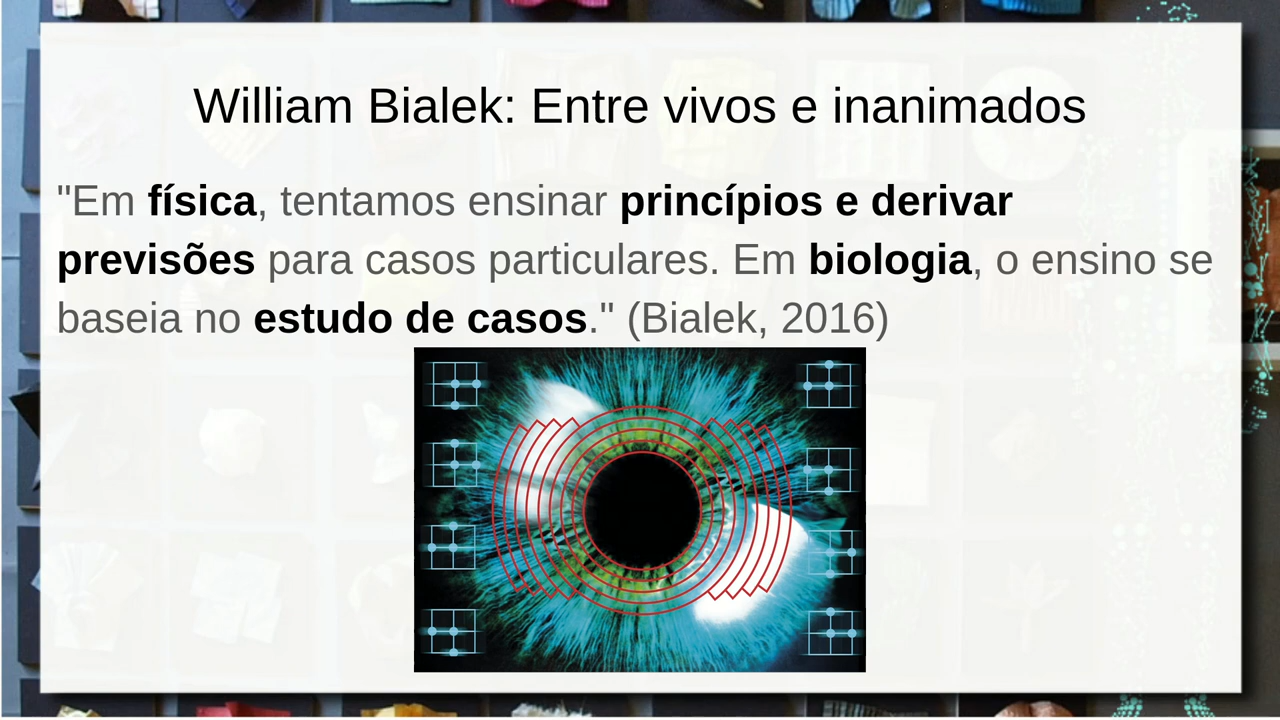 William Bialek: Entre vivos e inanimados
"Em física, tentamos ensinar princípios e derivar
previsões para casos particulares. Em biologia, o ensino se
baseia no estudo de casos." (Bialek, 2016)